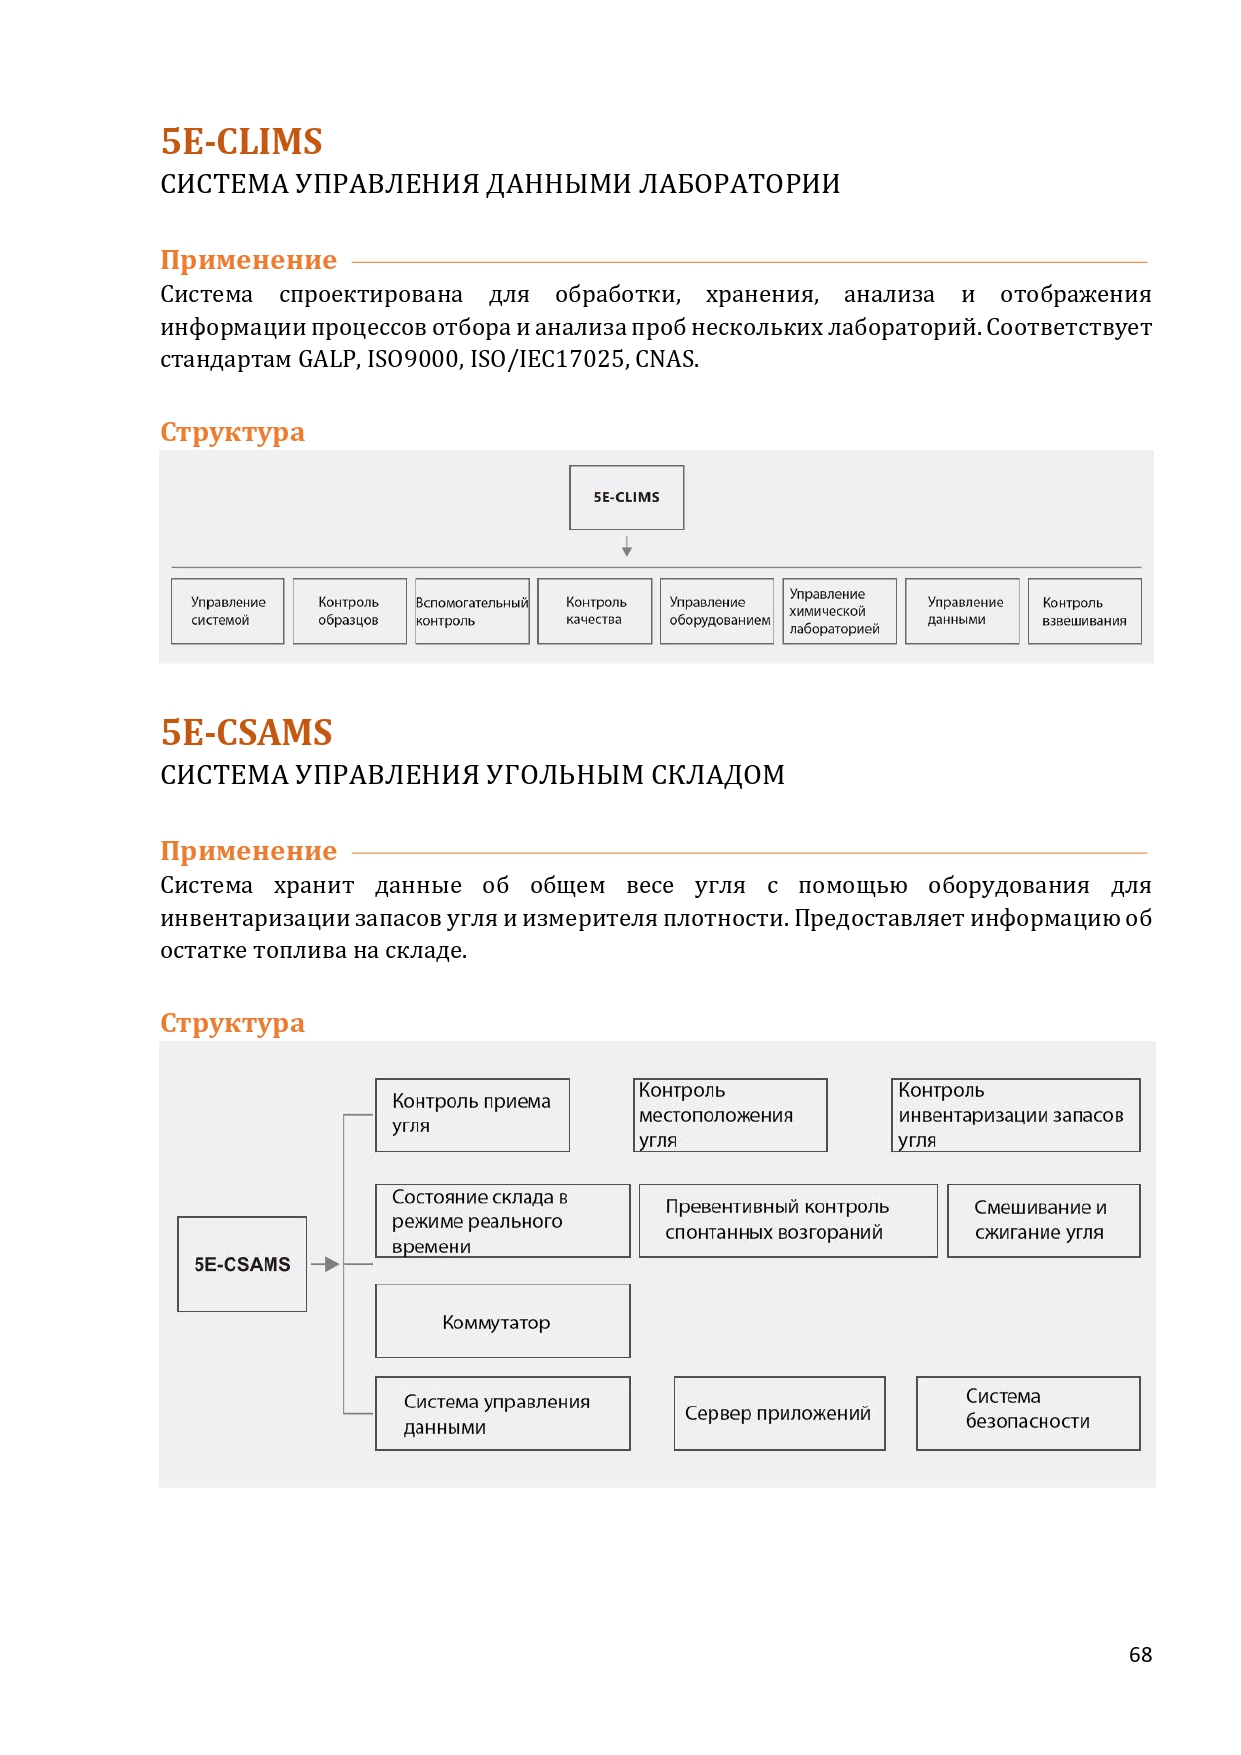 5E-CLIMS
СИСТЕМА УПРАВЛЕНИЯ ДАННЫМИ ЛАБОРАТОРИИ
Применение
Система спроектирована для обработки, хранения, анализа и отображения
информации процессов отбора и анализа проб нескольких лабораторий. Соответствует
стандартам GALP, ISO9000, ISO/IEC17025, CNAS.
Структура
5E-CLIMS
Управление
системой
Контроль
образцов
Вспомогательный
контроль
Контроль
качества
Управление
оборудованием
Управление
химической
лабораторией
Управление
данными
Контроль
взвешивания
5E-CSAMS
СИСТЕМА УПРАВЛЕНИЯ УГОЛЬНЫМ СКЛАДОМ
Применение
Система хранит данные об общем весе угля с помощью оборудования для
инвентаризации запасов угля и измерителя плотности. Предоставляет информацию об
остатке топлива на складе.
Структура
5E-CSAMS
Контроль приема
угля
Контроль
местоположения
угля
Контроль
инвентаризации запасов
угля
Состояние склада в
режиме реального
времени
Превентивный контроль
спонтанных возгораний
Смешивание и
сжигание угля
Коммутатор
Система управления
данными
Сервер приложений
Система
безопасности
68